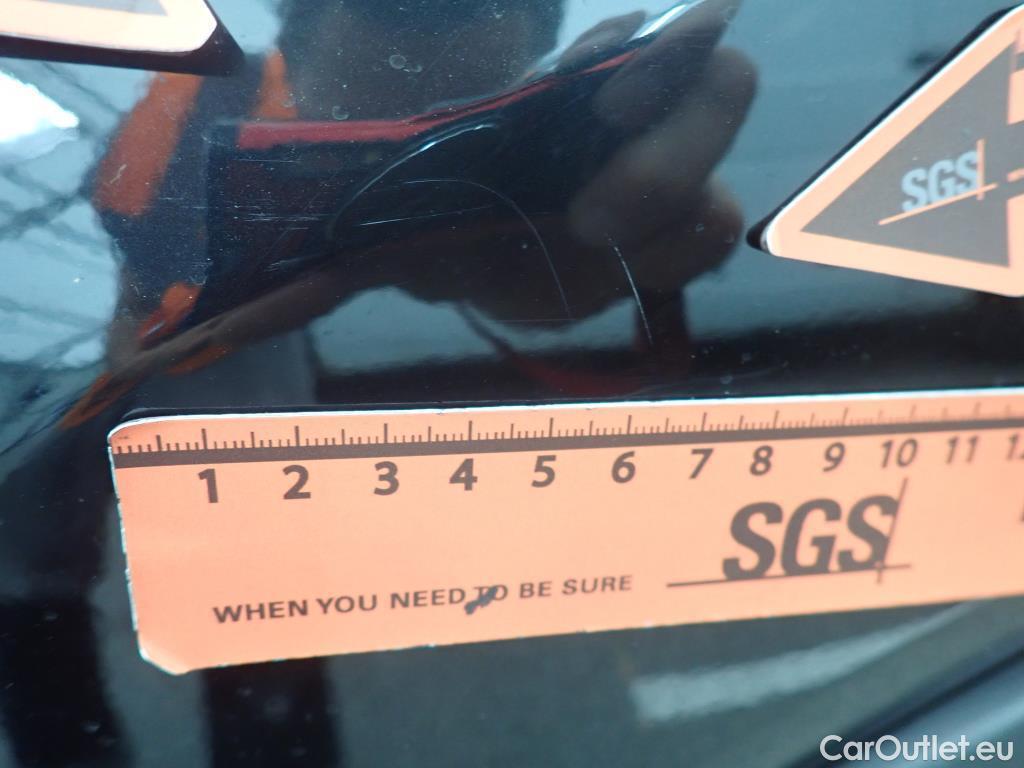 SGS
1 2 3 4 5 6 7 8 9 10 11
SGS
WHEN YOU NEED TO BE SURE
CarOutlet.eu